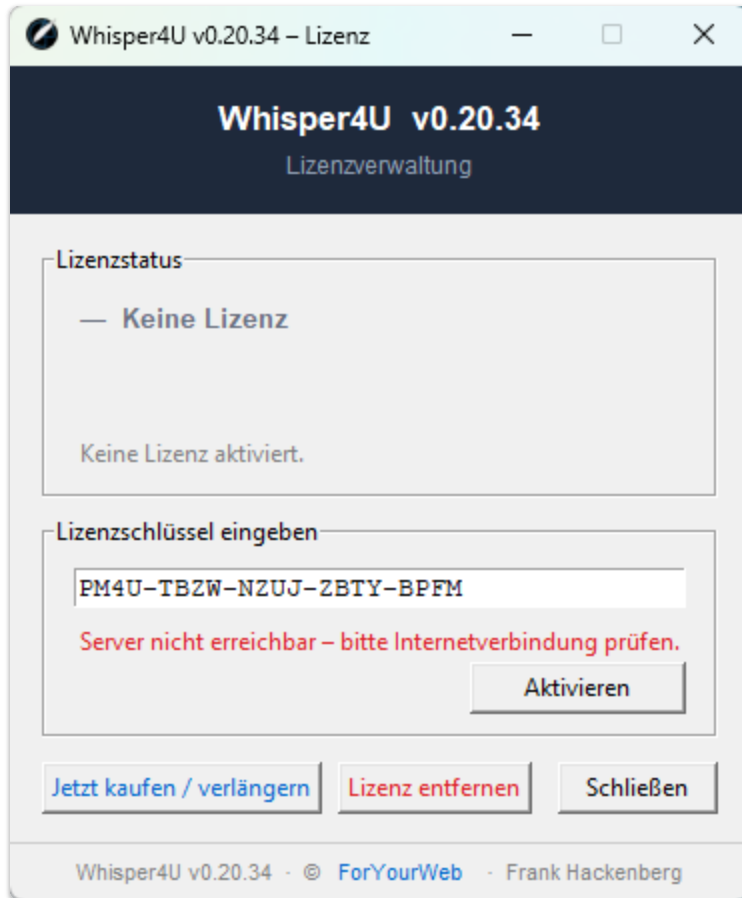 Whisper4U v0.20.34 – Lizenz
Whisper4U v0.20.34
Lizenzverwaltung
Lizenzstatus
— Keine Lizenz
Keine Lizenz aktiviert.
Lizenzschlüssel eingeben
PM4U-TBZW-NZUJ-ZBTY-BPFM
Server nicht erreichbar – bitte Internetverbindung prüfen.
Aktivieren
Jetzt kaufen / verlängern Lizenz entfernen Schließen
Whisper4U v0.20.34 · © ForYourWeb · Frank Hackenberg